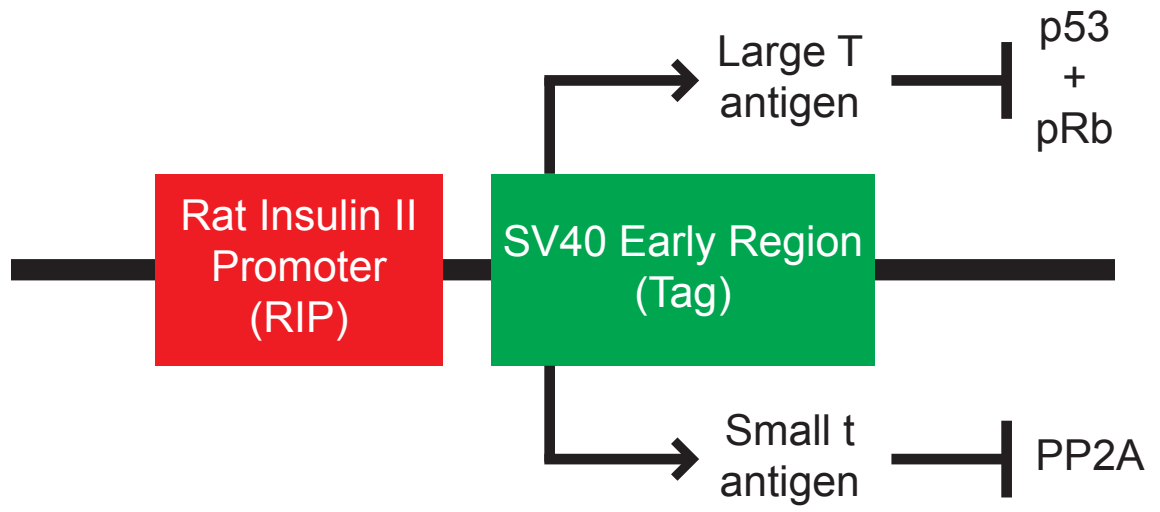 Large T
antigen
p53
+
pRb
Rat Insulin II
Promoter
(RIP)
SV40 Early Region
(Tag)
Small t
antigen
PP2A